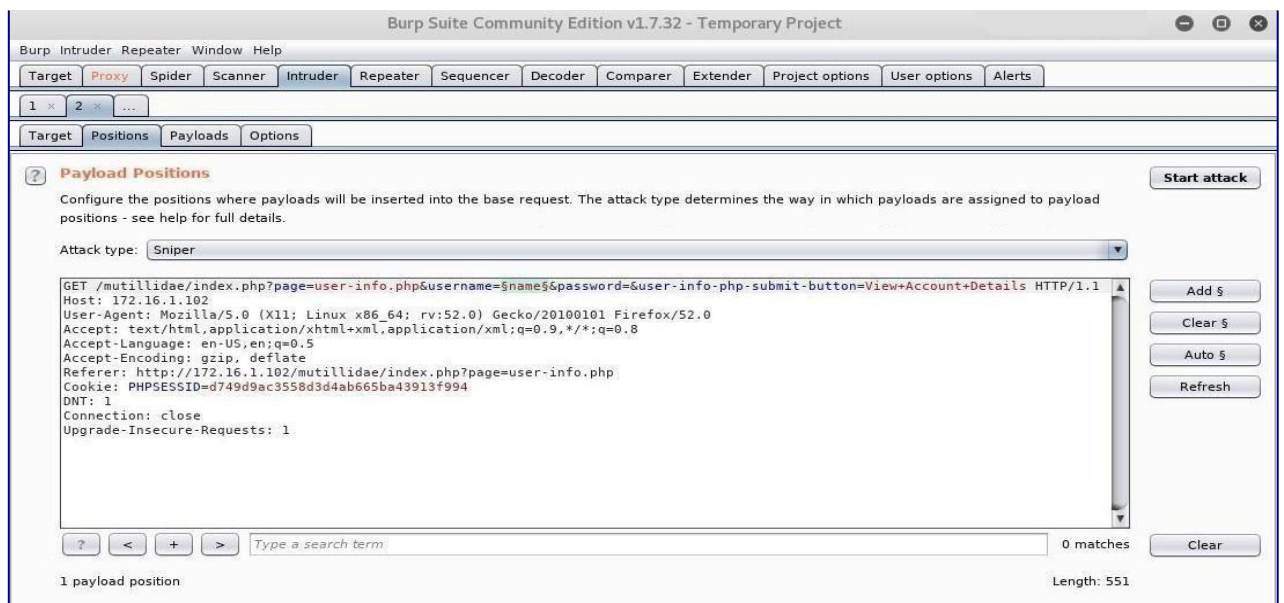 Burp Suite Community Edition v1.7.32 - Temporary Project
Burp Intruder Repeater Window Help
Target Proxy Spider Scanner Intruder Repeater Sequencer Decoder Comparer Extender Project options User options Alerts
1 × 2 × ...
Target Positions Payloads Options
? Payload Positions
Start attack
Configure the positions where payloads will be inserted into the base request. The attack type determines the way in which payloads are assigned to payload
positions - see help for full details.
Attack type: Sniper
GET /mutillidae/index.php?page=user-info.php&username=§name§&password=&user-info-php-submit-button=View+Account+Details HTTP/1.1
Host: 172.16.1.102
User-Agent: Mozilla/5.0 (X11; Linux x86_64; rv:52.0) Gecko/20100101 Firefox/52.0
Accept: text/html,application/xhtml+xml,application/xml;q=0.9,*/*;q=0.8
Accept-Language: en-US,en;q=0.5
Accept-Encoding: gzip, deflate
Referer: http://172.16.1.102/mutillidae/index.php?page=user-info.php
Cookie: PHPSESSID=d749d9ac3558d3d4ab665ba43913f994
DNT: 1
Connection: close
Upgrade-Insecure-Requests: 1
Add §
Clear §
Auto §
Refresh
? < + > Type a search term 0 matches Clear
1 payload position Length: 551